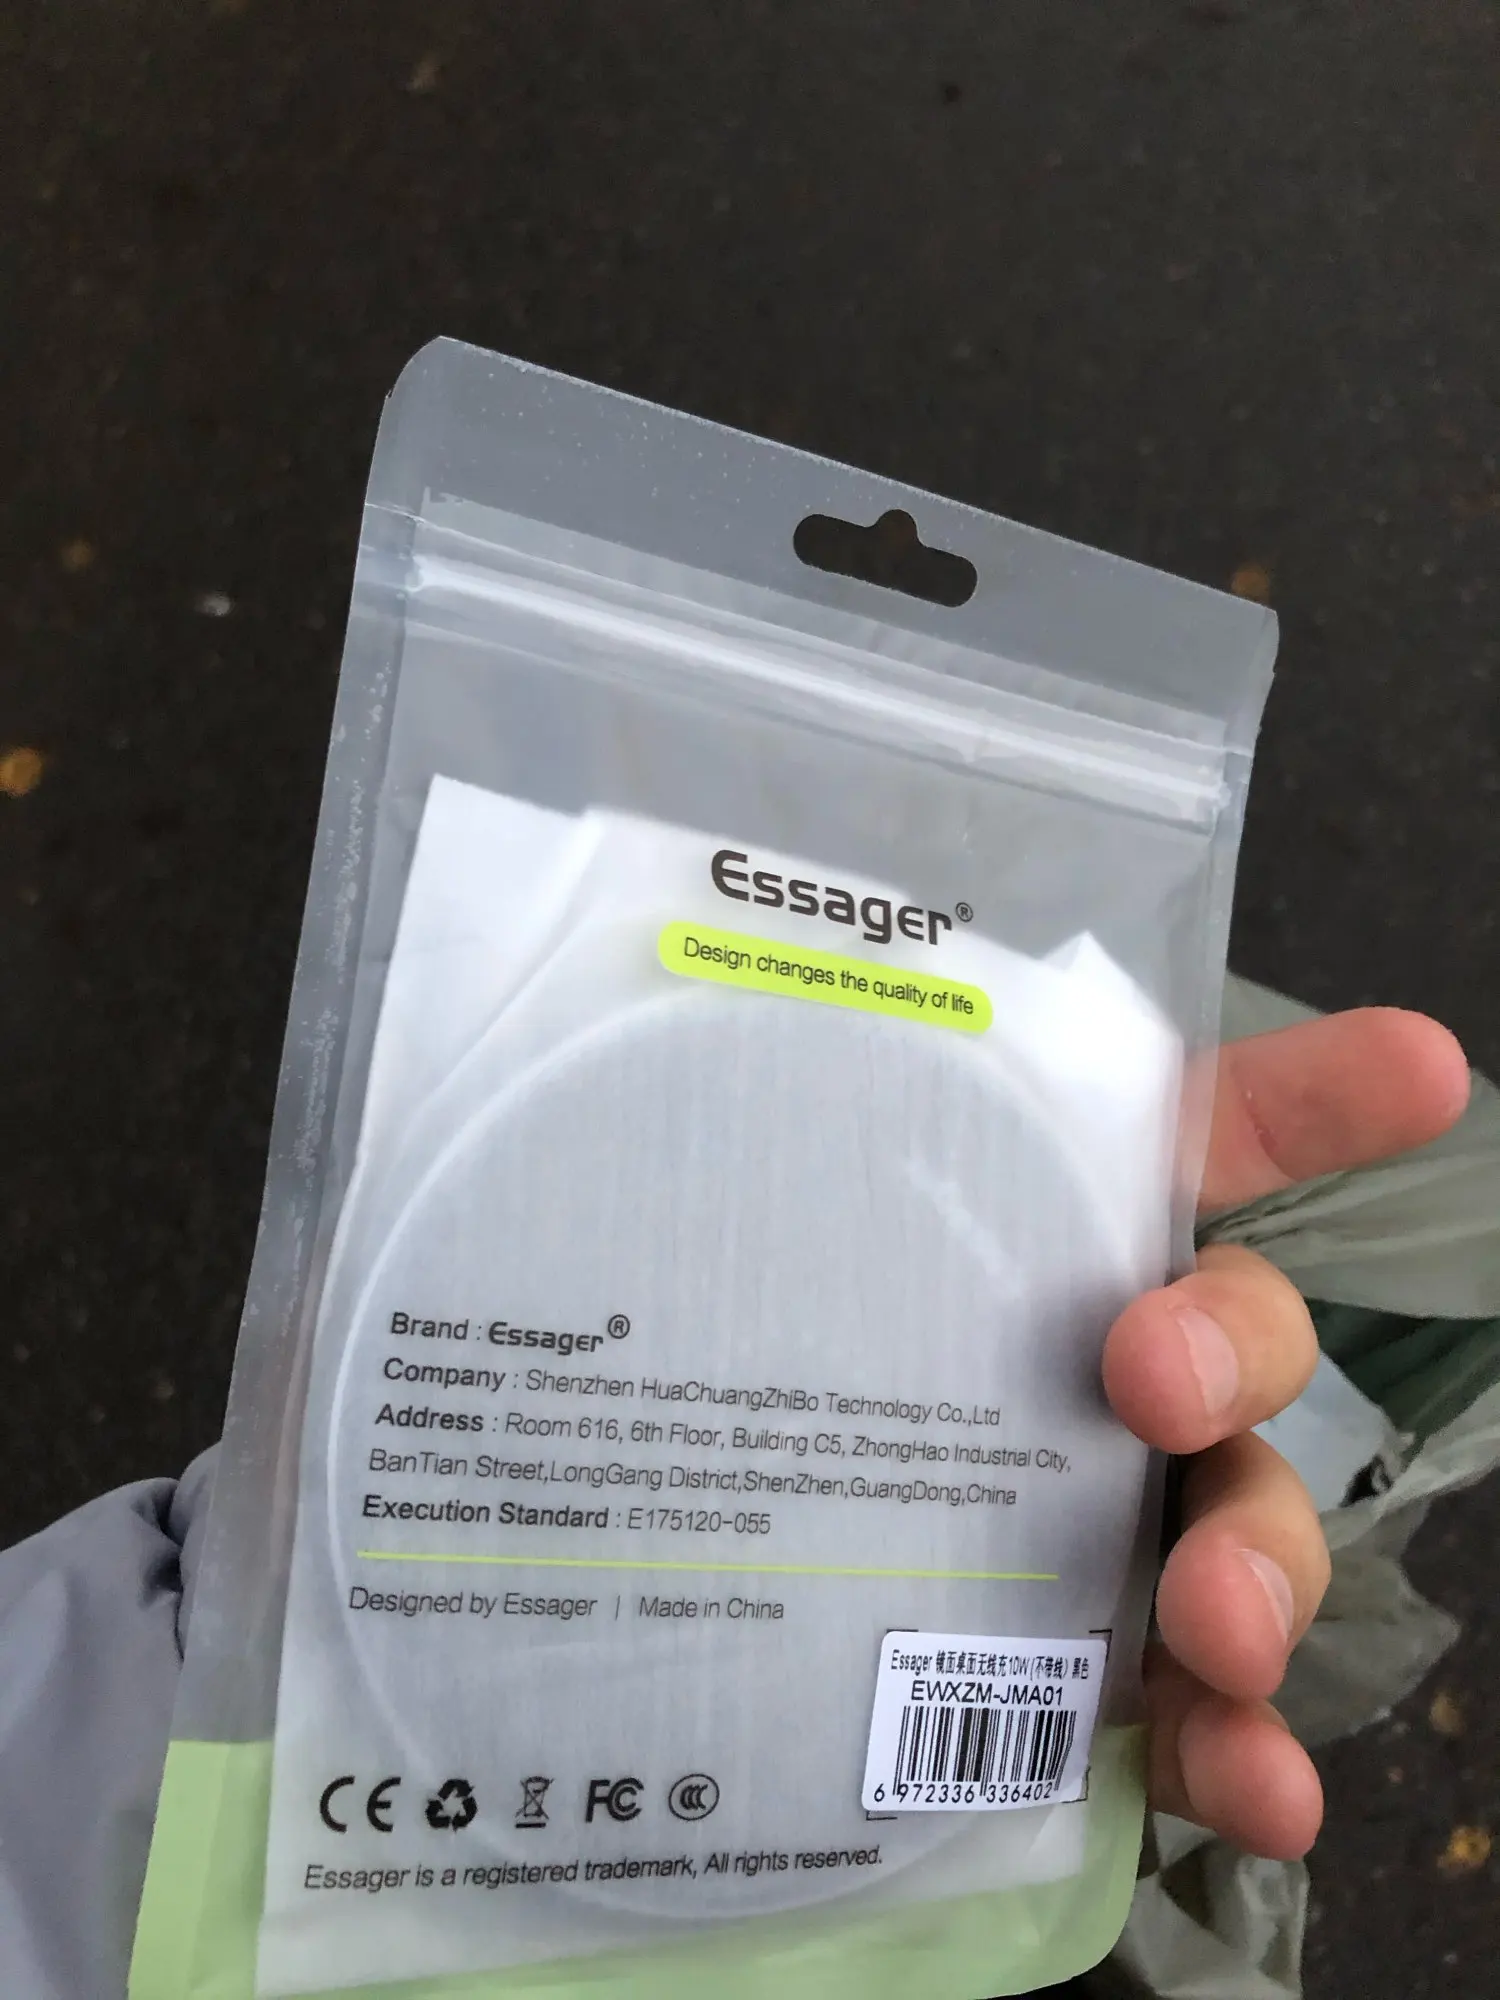 Essager®
Design changes the quality of life
Brand : Essager®
Company : Shenzhen HuaChuangZhiBo Technology Co.,Ltd
Address : Room 616, 6th Floor, Building C5, ZhongHao Industrial City,
BanTian Street,LongGang District,ShenZhen,GuangDong,China
Execution Standard : E175120-055
Designed by Essager | Made in China
Essager 镜面桌面无线充10W(不带线) 黑色
EWXZM-JMA01
6 972336 336402
CE FC CCC
Essager is a registered trademark, All rights reserved.